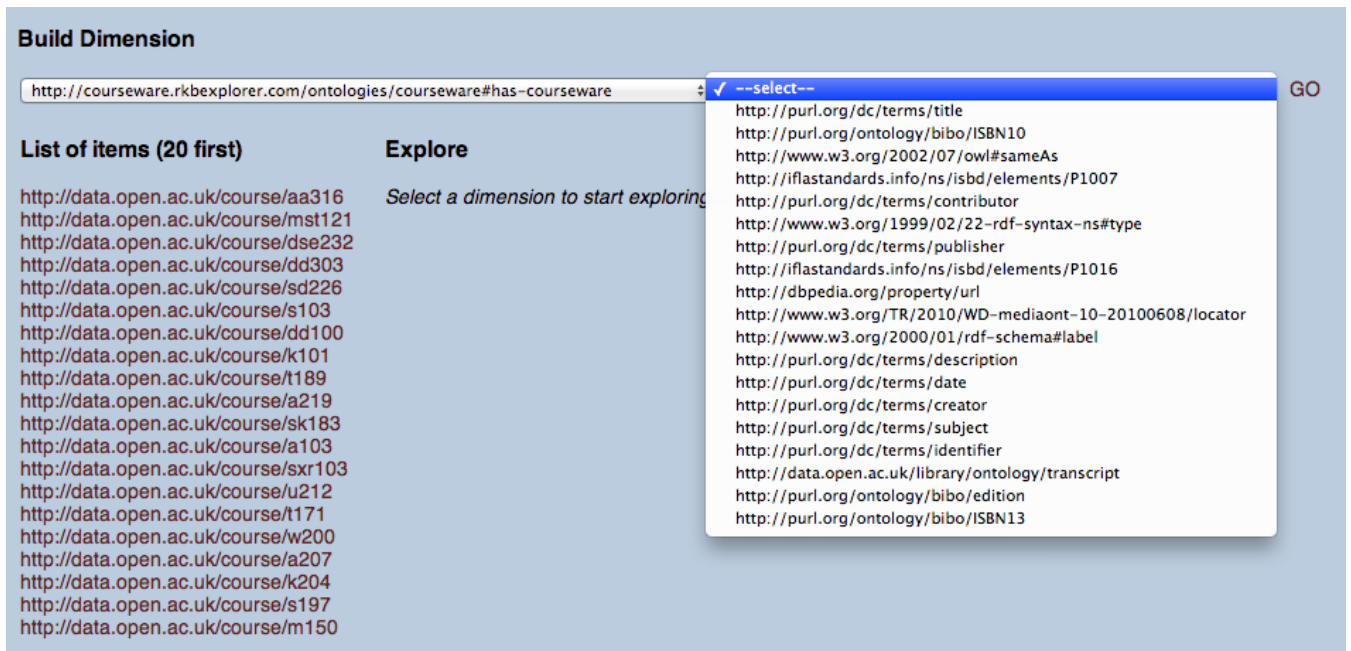 Build Dimension
http://courseware.rkbexplorer.com/ontologies/courseware#has-courseware
✓ --select--
GO
http://purl.org/dc/terms/title
http://purl.org/ontology/bibo/ISBN10
http://www.w3.org/2002/07/owl#sameAs
http://iflastandards.info/ns/isbd/elements/P1007
http://purl.org/dc/terms/contributor
http://www.w3.org/1999/02/22-rdf-syntax-ns#type
http://purl.org/dc/terms/publisher
http://iflastandards.info/ns/isbd/elements/P1016
http://dbpedia.org/property/url
http://www.w3.org/TR/2010/WD-mediaont-10-20100608/locator
http://www.w3.org/2000/01/rdf-schema#label
http://purl.org/dc/terms/description
http://purl.org/dc/terms/date
http://purl.org/dc/terms/creator
http://purl.org/dc/terms/subject
http://purl.org/dc/terms/identifier
http://data.open.ac.uk/library/ontology/transcript
http://purl.org/ontology/bibo/edition
http://purl.org/ontology/bibo/ISBN13
List of items (20 first)
http://data.open.ac.uk/course/aa316
http://data.open.ac.uk/course/mst121
http://data.open.ac.uk/course/dse232
http://data.open.ac.uk/course/dd303
http://data.open.ac.uk/course/sd226
http://data.open.ac.uk/course/s103
http://data.open.ac.uk/course/dd100
http://data.open.ac.uk/course/k101
http://data.open.ac.uk/course/t189
http://data.open.ac.uk/course/a219
http://data.open.ac.uk/course/sk183
http://data.open.ac.uk/course/a103
http://data.open.ac.uk/course/sxr103
http://data.open.ac.uk/course/u212
http://data.open.ac.uk/course/t171
http://data.open.ac.uk/course/w200
http://data.open.ac.uk/course/a207
http://data.open.ac.uk/course/k204
http://data.open.ac.uk/course/s197
http://data.open.ac.uk/course/m150
Explore
Select a dimension to start exploring